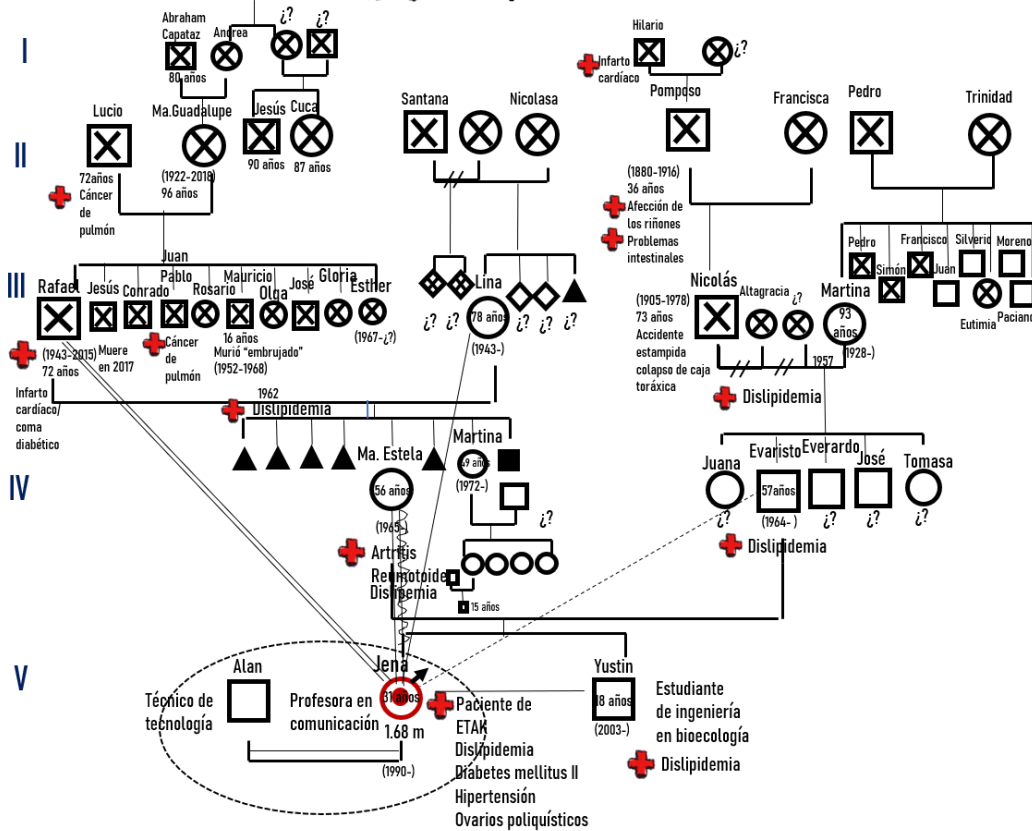 I
Abraham
Capataz
80 años
Andrea
¿?
¿?
Hilario
Infarto
cardíaco
¿?
II
Lucio
72años
Cáncer
de
pulmón
Ma.Guadalupe
(1922-2018)
96 años
Jesús
90 años
Cuca
87 años
Santana
Nicolasa
Pomposo
(1880-1916)
36 años
Afección de
los riñones
Problemas
intestinales
Francisca
Pedro
Trinidad
III
Rafael
(1943-2015)
72 años
Infarto
cardíaco/
coma
diabético
Jesús
Muere
en 2017
Conrado
Juan
Pablo
Cáncer
de
pulmón
Rosario
Mauricio
16 años
Murió "embrujado"
(1952-1968)
Olga
José
Gloria
Esther
(1967-¿?)
¿?
¿?
Lina
78 años
(1943-)
¿?
¿?
¿?
Nicolás
(1905-1978)
73 años
Accidente
estampida
colapso de caja
toráxica
Altagracia
¿?
Martina
93
años
(1928-)
1957
Dislipidemia
Pedro
Simón
Francisco
Juan
Silverio
Eutimia
Moreno
Paciano
1962
Dislipidemia
IV
Ma. Estela
56 años
(1965-)
Artritis
Reumotoide
Dislipemia
Martina
49 años
(1972-)
¿?
15 años
Juana
¿?
Evaristo
57años
(1964- )
Dislipidemia
Everardo
¿?
José
¿?
Tomasa
¿?
V
Alan
Técnico de
tecnología
Profesora en
comunicación
Jena
31 años
1.68 m
(1990-)
Paciente de
ETAK
Dislipidemia
Diabetes mellitus II
Hipertensión
Ovarios poliquísticos
Yustin
18 años
(2003-)
Estudiante
de ingeniería
en bioecología
Dislipidemia